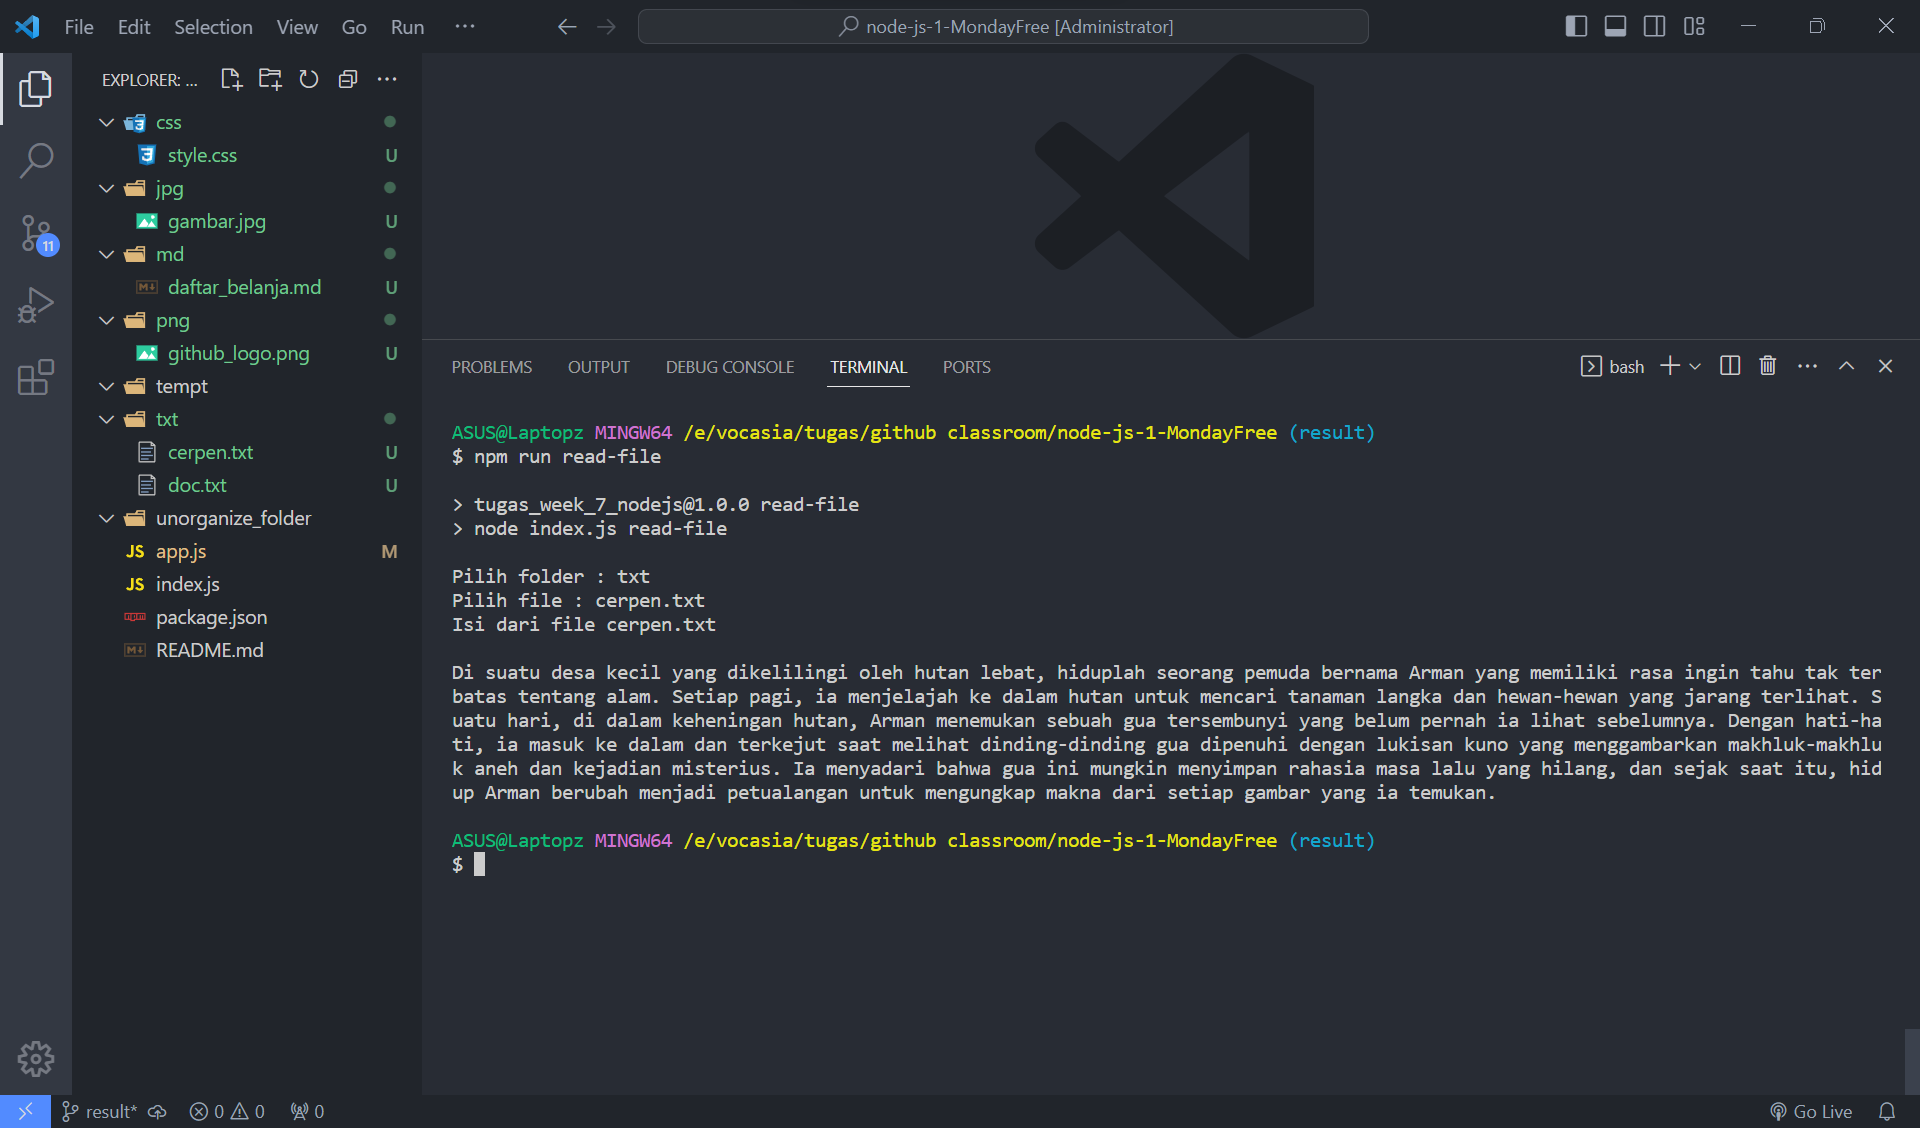 File Edit Selection View Go Run ··· node-js-1-MondayFree [Administrator]
EXPLORER: ...
css
style.css U
jpg
gambar.jpg U
md
daftar_belanja.md U
png
github_logo.png U
tempt
txt
cerpen.txt U
doc.txt U
unorganize_folder
JS app.js M
JS index.js
package.json
README.md
11
PROBLEMS OUTPUT DEBUG CONSOLE TERMINAL PORTS bash
ASUS@Laptopz MINGW64 /e/vocasia/tugas/github classroom/node-js-1-MondayFree (result)
$ npm run read-file
> tugas_week_7_nodejs@1.0.0 read-file
> node index.js read-file
Pilih folder : txt
Pilih file : cerpen.txt
Isi dari file cerpen.txt
Di suatu desa kecil yang dikelilingi oleh hutan lebat, hiduplah seorang pemuda bernama Arman yang memiliki rasa ingin tahu tak ter
batas tentang alam. Setiap pagi, ia menjelajah ke dalam hutan untuk mencari tanaman langka dan hewan-hewan yang jarang terlihat. S
uatu hari, di dalam keheningan hutan, Arman menemukan sebuah gua tersembunyi yang belum pernah ia lihat sebelumnya. Dengan hati-ha
ti, ia masuk ke dalam dan terkejut saat melihat dinding-dinding gua dipenuhi dengan lukisan kuno yang menggambarkan makhluk-makhlu
k aneh dan kejadian misterius. Ia menyadari bahwa gua ini mungkin menyimpan rahasia masa lalu yang hilang, dan sejak saat itu, hid
up Arman berubah menjadi petualangan untuk mengungkap makna dari setiap gambar yang ia temukan.
ASUS@Laptopz MINGW64 /e/vocasia/tugas/github classroom/node-js-1-MondayFree (result)
$
result* 0 0 0 Go Live